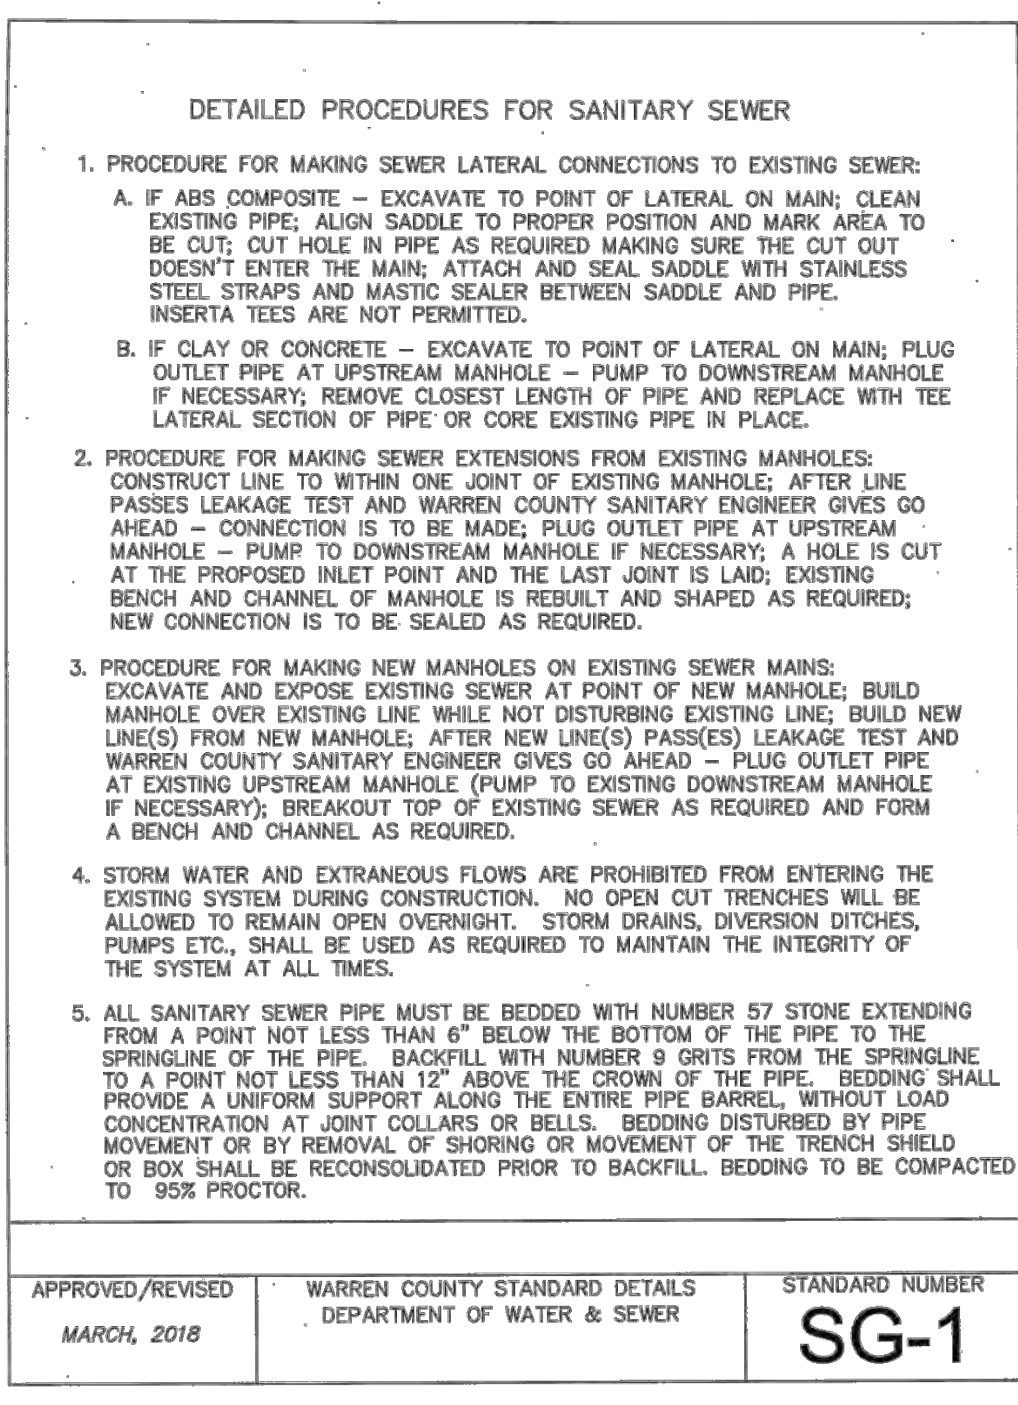 DETAILED PROCEDURES FOR SANITARY SEWER
1. PROCEDURE FOR MAKING SEWER LATERAL CONNECTIONS TO EXISTING SEWER:
A. IF ABS COMPOSITE – EXCAVATE TO POINT OF LATERAL ON MAIN; CLEAN
EXISTING PIPE; ALIGN SADDLE TO PROPER POSITION AND MARK AREA TO
BE CUT; CUT HOLE IN PIPE AS REQUIRED MAKING SURE THE CUT OUT
DOESN'T ENTER THE MAIN; ATTACH AND SEAL SADDLE WITH STAINLESS
STEEL STRAPS AND MASTIC SEALER BETWEEN SADDLE AND PIPE.
INSERTA TEES ARE NOT PERMITTED.
B. IF CLAY OR CONCRETE – EXCAVATE TO POINT OF LATERAL ON MAIN; PLUG
OUTLET PIPE AT UPSTREAM MANHOLE – PUMP TO DOWNSTREAM MANHOLE
IF NECESSARY; REMOVE CLOSEST LENGTH OF PIPE AND REPLACE WITH TEE
LATERAL SECTION OF PIPE OR CORE EXISTING PIPE IN PLACE.
2. PROCEDURE FOR MAKING SEWER EXTENSIONS FROM EXISTING MANHOLES:
CONSTRUCT LINE TO WITHIN ONE JOINT OF EXISTING MANHOLE; AFTER LINE
PASSES LEAKAGE TEST AND WARREN COUNTY SANITARY ENGINEER GIVES GO
AHEAD – CONNECTION IS TO BE MADE; PLUG OUTLET PIPE AT UPSTREAM
MANHOLE – PUMP TO DOWNSTREAM MANHOLE IF NECESSARY; A HOLE IS CUT
AT THE PROPOSED INLET POINT AND THE LAST JOINT IS LAID; EXISTING
BENCH AND CHANNEL OF MANHOLE IS REBUILT AND SHAPED AS REQUIRED;
NEW CONNECTION IS TO BE SEALED AS REQUIRED.
3. PROCEDURE FOR MAKING NEW MANHOLES ON EXISTING SEWER MAINS:
EXCAVATE AND EXPOSE EXISTING SEWER AT POINT OF NEW MANHOLE; BUILD
MANHOLE OVER EXISTING LINE WHILE NOT DISTURBING EXISTING LINE; BUILD NEW
LINE(S) FROM NEW MANHOLE; AFTER NEW LINE(S) PASS(ES) LEAKAGE TEST AND
WARREN COUNTY SANITARY ENGINEER GIVES GO AHEAD – PLUG OUTLET PIPE
AT EXISTING UPSTREAM MANHOLE (PUMP TO EXISTING DOWNSTREAM MANHOLE
IF NECESSARY); BREAKOUT TOP OF EXISTING SEWER AS REQUIRED AND FORM
A BENCH AND CHANNEL AS REQUIRED.
4. STORM WATER AND EXTRANEOUS FLOWS ARE PROHIBITED FROM ENTERING THE
EXISTING SYSTEM DURING CONSTRUCTION. NO OPEN CUT TRENCHES WILL BE
ALLOWED TO REMAIN OPEN OVERNIGHT. STORM DRAINS, DIVERSION DITCHES,
PUMPS ETC., SHALL BE USED AS REQUIRED TO MAINTAIN THE INTEGRITY OF
THE SYSTEM AT ALL TIMES.
5. ALL SANITARY SEWER PIPE MUST BE BEDDED WITH NUMBER 57 STONE EXTENDING
FROM A POINT NOT LESS THAN 6" BELOW THE BOTTOM OF THE PIPE TO THE
SPRINGLINE OF THE PIPE. BACKFILL WITH NUMBER 9 GRITS FROM THE SPRINGLINE
TO A POINT NOT LESS THAN 12" ABOVE THE CROWN OF THE PIPE. BEDDING SHALL
PROVIDE A UNIFORM SUPPORT ALONG THE ENTIRE PIPE BARREL, WITHOUT LOAD
CONCENTRATION AT JOINT COLLARS OR BELLS. BEDDING DISTURBED BY PIPE
MOVEMENT OR BY REMOVAL OF SHORING OR MOVEMENT OF THE TRENCH SHIELD
OR BOX SHALL BE RECONSOLIDATED PRIOR TO BACKFILL. BEDDING TO BE COMPACTED
TO 95% PROCTOR.
APPROVED/REVISED
MARCH, 2018
WARREN COUNTY STANDARD DETAILS
DEPARTMENT OF WATER & SEWER
STANDARD NUMBER
SG-1